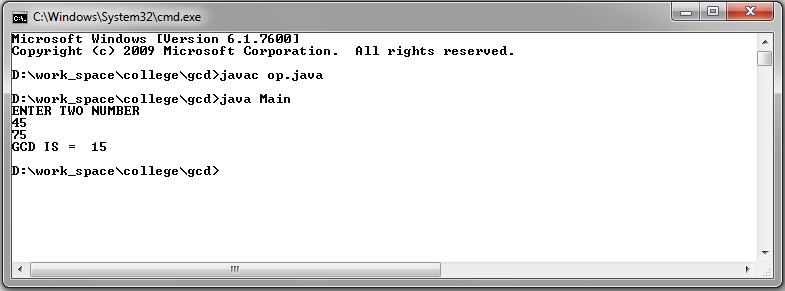 C:\Windows\System32\cmd.exe
Microsoft Windows [Version 6.1.7600]
Copyright (c) 2009 Microsoft Corporation.  All rights reserved.
D:\work_space\college\gcd>javac op.java
D:\work_space\college\gcd>java Main
ENTER TWO NUMBER
45
75
GCD IS =  15
D:\work_space\college\gcd>